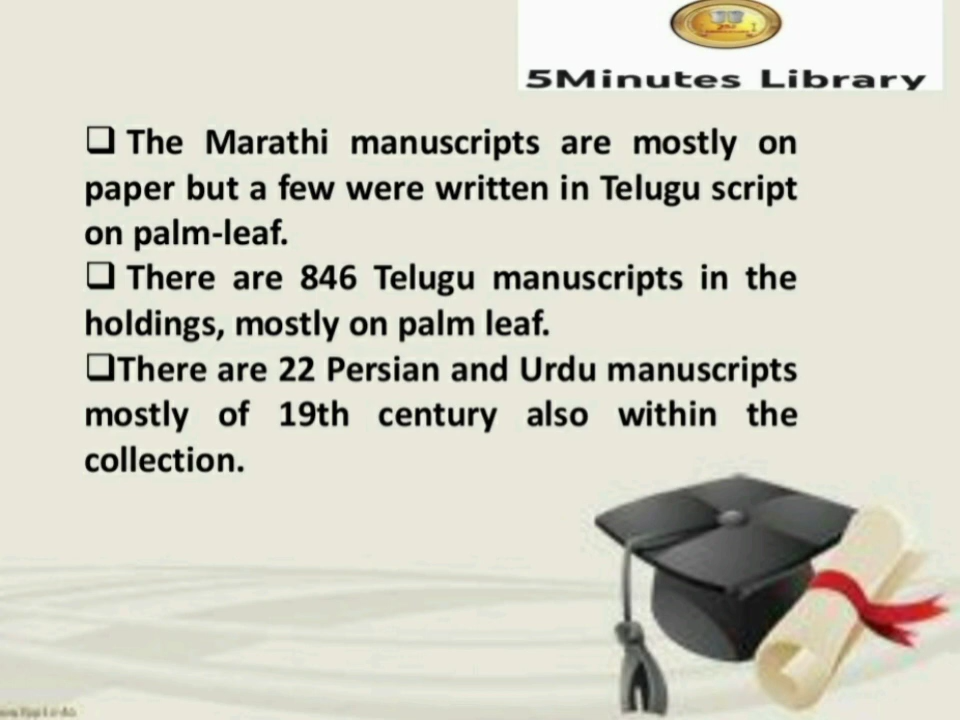 5Minutes Library
❑ The Marathi manuscripts are mostly on
paper but a few were written in Telugu script
on palm-leaf.
❑ There are 846 Telugu manuscripts in the
holdings, mostly on palm leaf.
❑There are 22 Persian and Urdu manuscripts
mostly of 19th century also within the
collection.